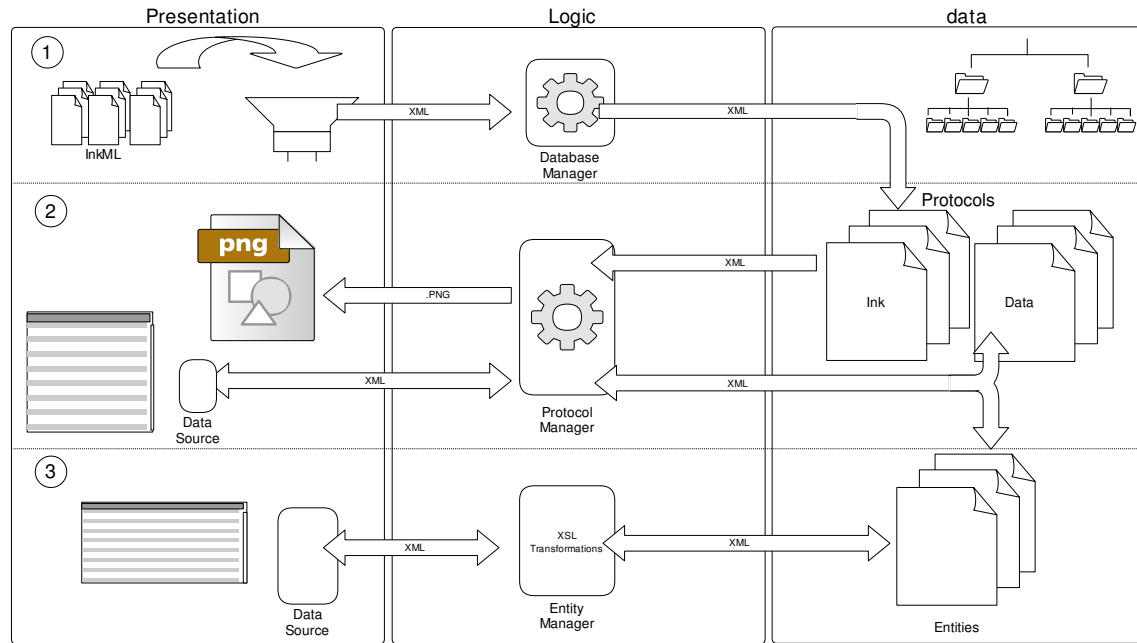 Presentation
Logic
data
1
InkML
XML
Database
Manager
XML
2
png
.PNG
Protocol
Manager
XML
Protocols
Ink
Data
Data
Source
XML
XML
3
Data
Source
XML
XSL
Transformations
Entity
Manager
XML
Entities